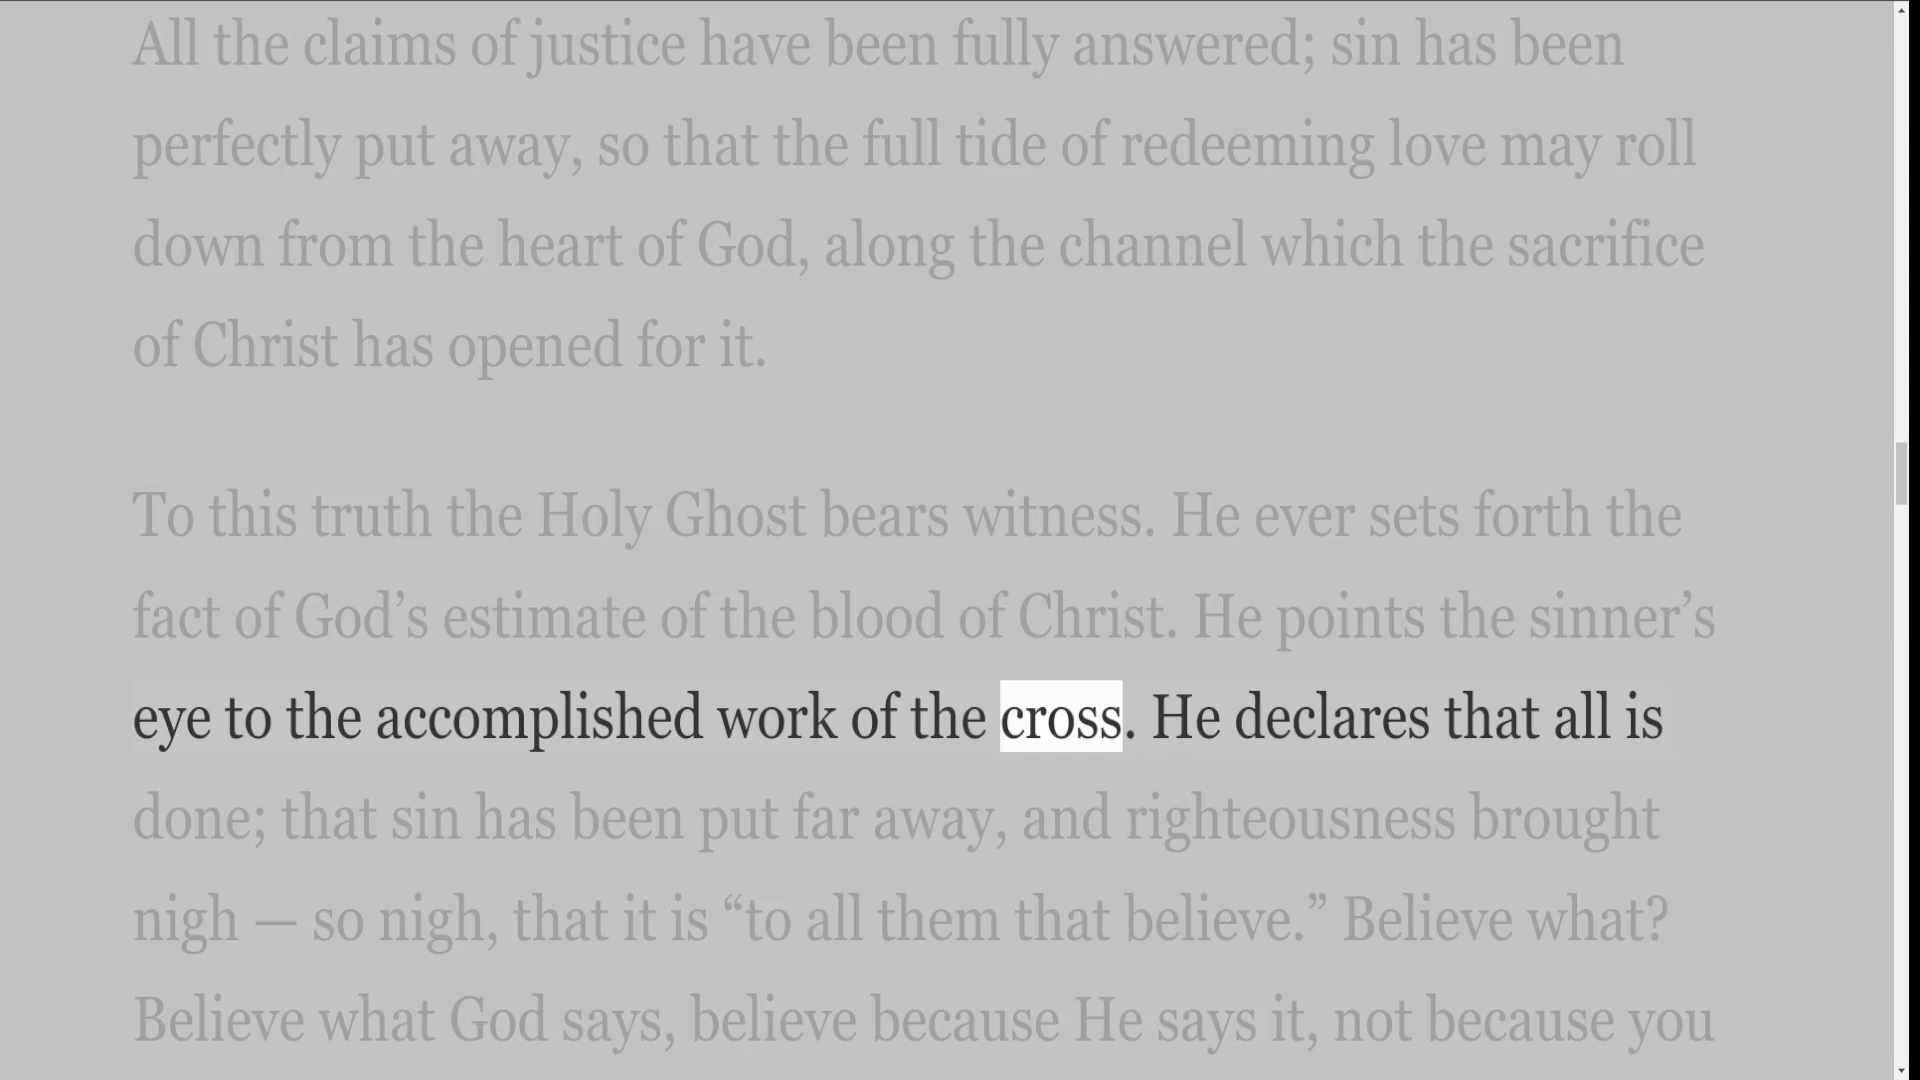 All the claims of justice have been fully answered; sin has been
perfectly put away, so that the full tide of redeeming love may roll
down from the heart of God, along the channel which the sacrifice
of Christ has opened for it.
To this truth the Holy Ghost bears witness. He ever sets forth the
fact of God’s estimate of the blood of Christ. He points the sinner’s
eye to the accomplished work of the cross. He declares that all is
done; that sin has been put far away, and righteousness brought
nigh — so nigh, that it is “to all them that believe.” Believe what?
Believe what God says, believe because He says it, not because you